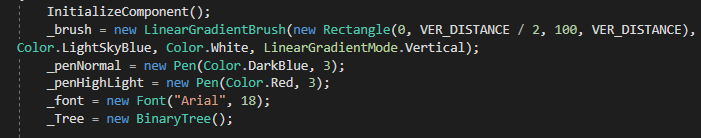 InitializeComponent();
_brush = new LinearGradientBrush(new Rectangle(0, VER_DISTANCE / 2, 100, VER_DISTANCE),
Color.LightSkyBlue, Color.White, LinearGradientMode.Vertical);
_penNormal = new Pen(Color.DarkBlue, 3);
_penHighLight = new Pen(Color.Red, 3);
_font = new Font("Arial", 18);
_Tree = new BinaryTree();